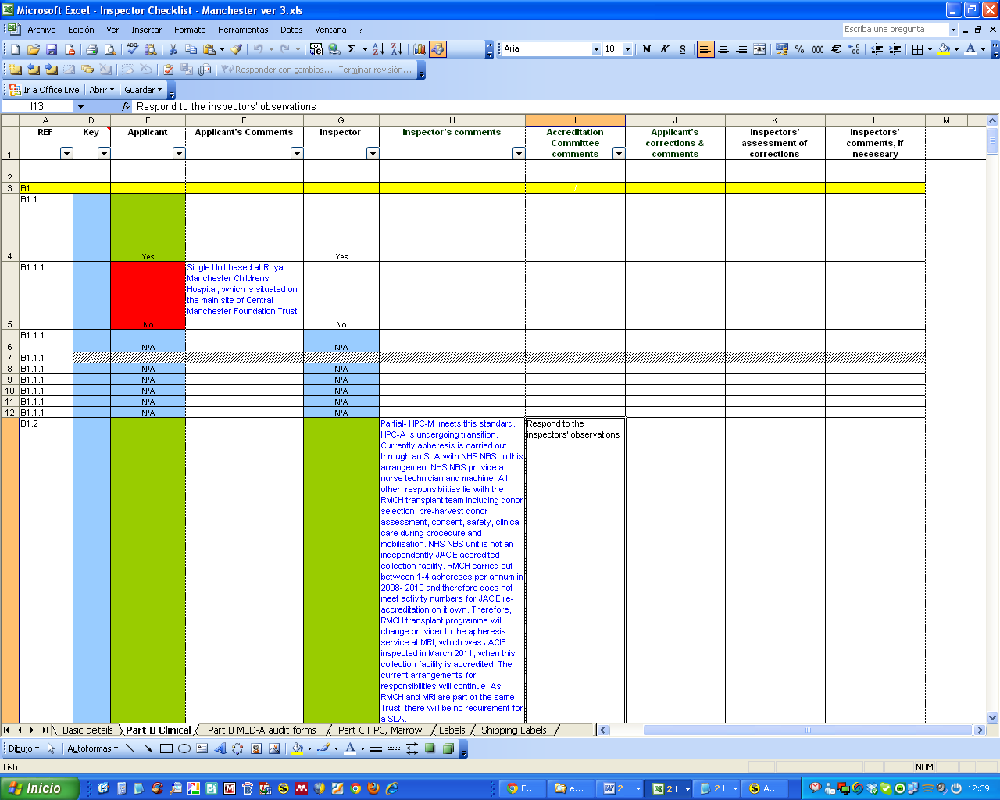 Microsoft Excel - Inspector Checklist - Manchester ver 3.xls
Archivo Edición Ver Insertar Formato Herramientas Datos Ventana ? Escriba una pregunta
Arial 10 N K S % 000 €
Responder con cambios... Terminar revisión...
Ir a Office Live Abrir Guardar
I13 fx Respond to the inspectors' observations
A D E F G H I J K L M
1 REF Key Applicant Applicant's Comments Inspector Inspector's comments Accreditation Committee comments Applicant's corrections & comments Inspectors' assessment of corrections Inspectors' comments, if necessary
2
3 B1
4 B1.1 I Yes Yes
5 B1.1.1 I No No
Single Unit based at Royal
Manchester Childrens
Hospital, which is situated on
the main site of Central
Manchester Foundation Trust
6 B1.1.1 I N/A N/A
7 B1.1.1
8 B1.1.1 I N/A N/A
9 B1.1.1 I N/A N/A
10 B1.1.1 I N/A N/A
11 B1.1.1 I N/A N/A
12 B1.1.1 I N/A N/A
B1.2 I
Partial- HPC-M meets this standard.
HPC-A is undergoing transition.
Currently apheresis is carried out
through an SLA with NHS NBS. In this
arrangement NHS NBS provide a
nurse technician and machine. All
other responsibilities lie with the
RMCH transplant team including donor
selection, pre-harvest donor
assessment, consent, safety, clinical
care during procedure and
mobilisation. NHS NBS unit is not an
independently JACIE accredited
collection facility. RMCH carried out
between 1-4 aphereses per annum in
2008- 2010 and therefore does not
meet activity numbers for JACIE re-
accreditation on it own. Therefore,
RMCH transplant programme will
change provider to the apheresis
service at MRI, which was JACIE
inspected in March 2011, when this
collection facility is accredited. The
current arrangements for
responsibilities will continue. As
RMCH and MRI are part of the same
Trust, there will be no requirement for
a SLA.
Respond to the
inspectors' observations
Basic details Part B Clinical Part B MED-A audit forms Part C HPC, Marrow Labels Shipping Labels
Dibujo Autoformas
Listo NUM
Inicio E... e... 2 I 2 I 2 I A... 12:39